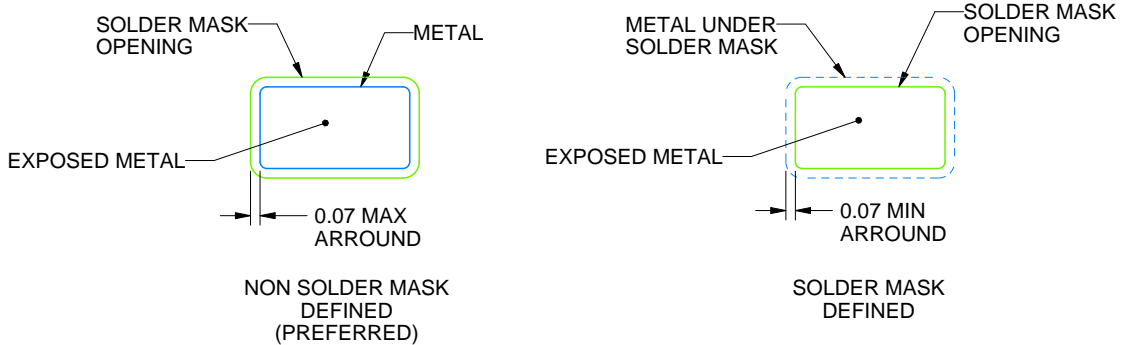 SOLDER MASK
OPENING
METAL
EXPOSED METAL
0.07 MAX
ARROUND
NON SOLDER MASK
DEFINED
(PREFERRED)
METAL UNDER
SOLDER MASK
SOLDER MASK
OPENING
EXPOSED METAL
0.07 MIN
ARROUND
SOLDER MASK
DEFINED